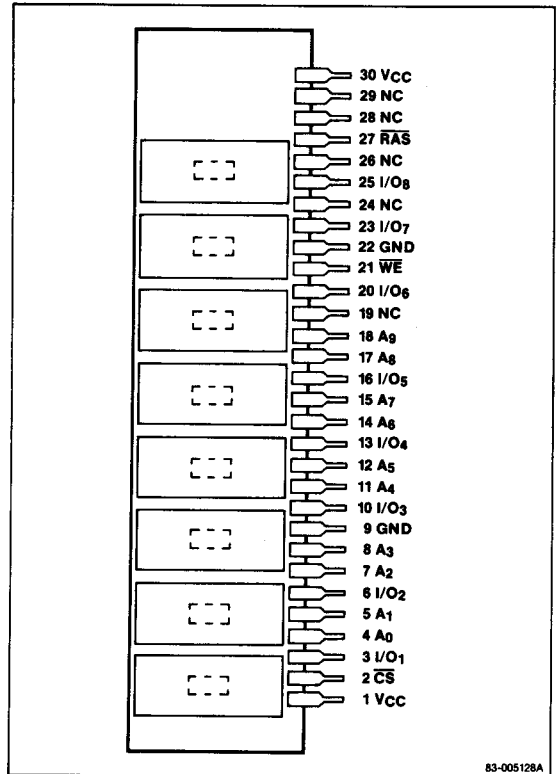 30 VCC
29 NC
28 NC
27 R̅A̅S̅
26 NC
25 I/O8
24 NC
23 I/O7
22 GND
21 W̅E̅
20 I/O6
19 NC
18 A9
17 A8
16 I/O5
15 A7
14 A6
13 I/O4
12 A5
11 A4
10 I/O3
9 GND
8 A3
7 A2
6 I/O2
5 A1
4 A0
3 I/O1
2 C̅S̅
1 VCC
83-005128A